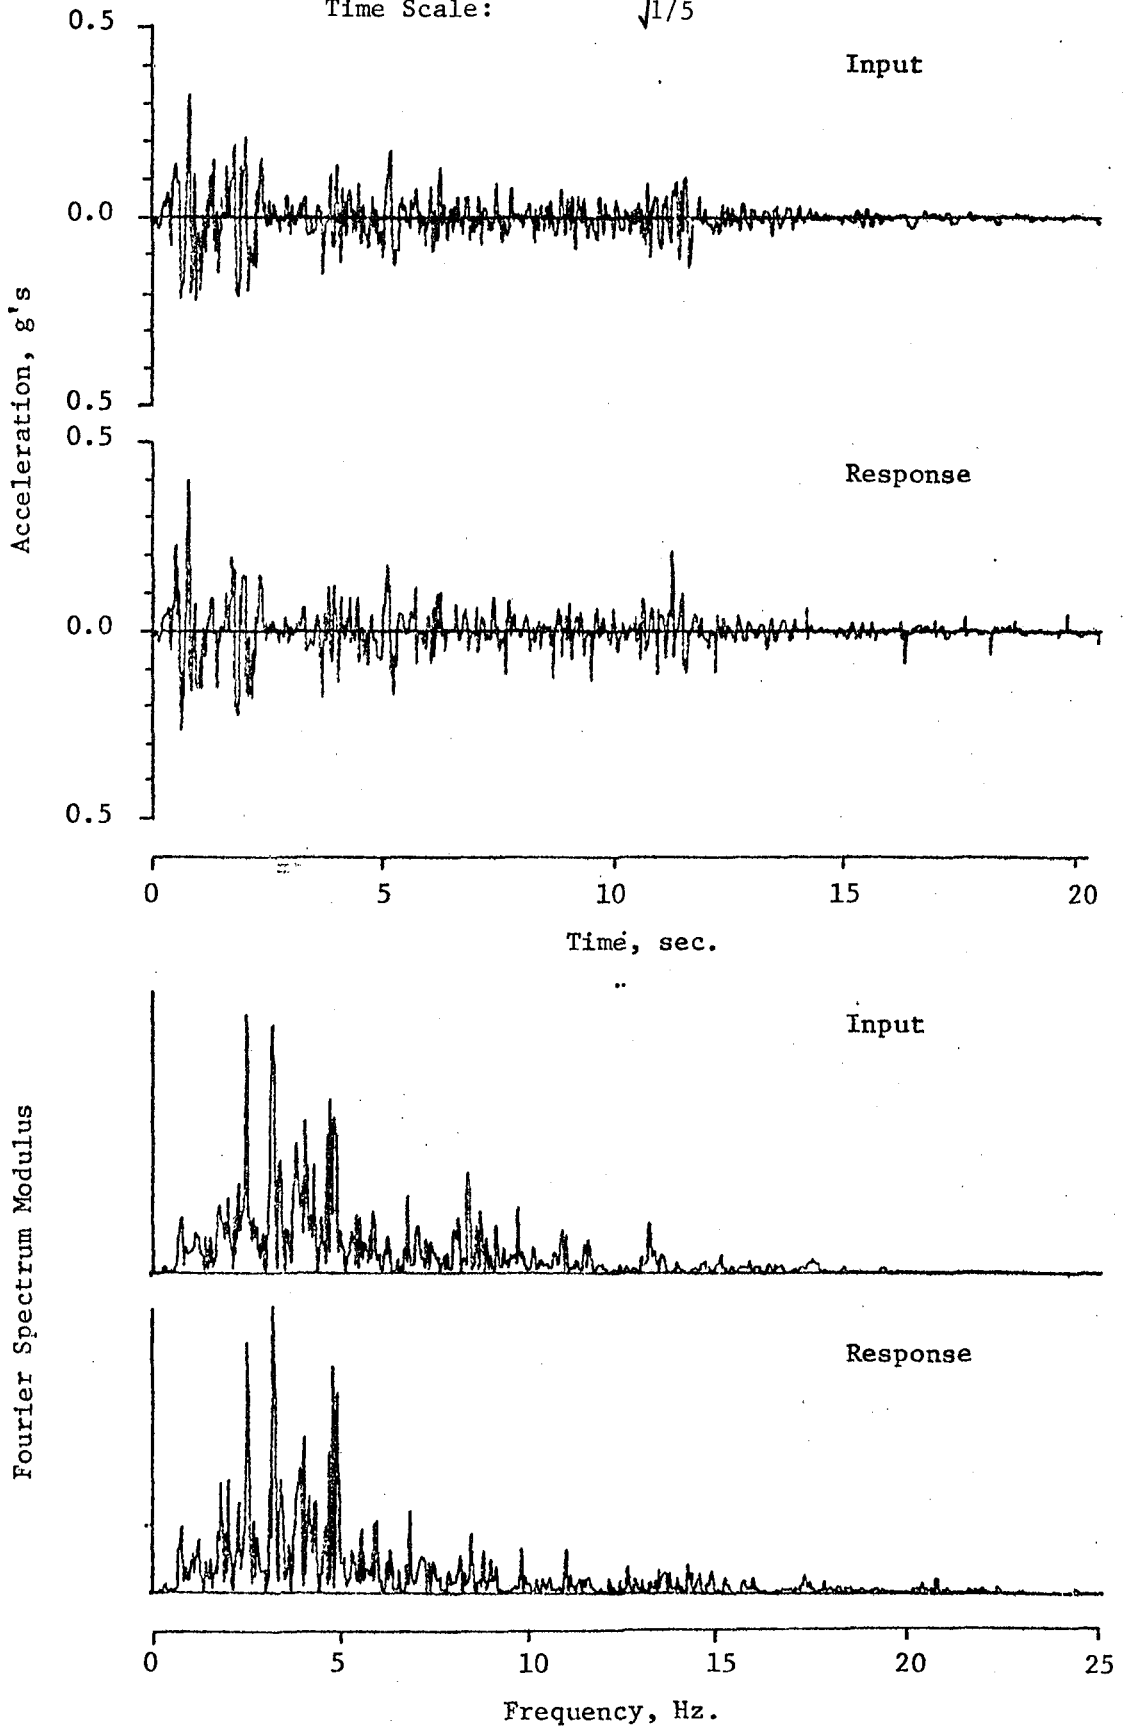 Time Scale: √1/5
0.5
Input
0.0
Acceleration, g's
0.5
0.5
Response
0.0
0.5
0 5 10 15 20
Time, sec.
Input
Fourier Spectrum Modulus
Response
0 5 10 15 20 25
Frequency, Hz.